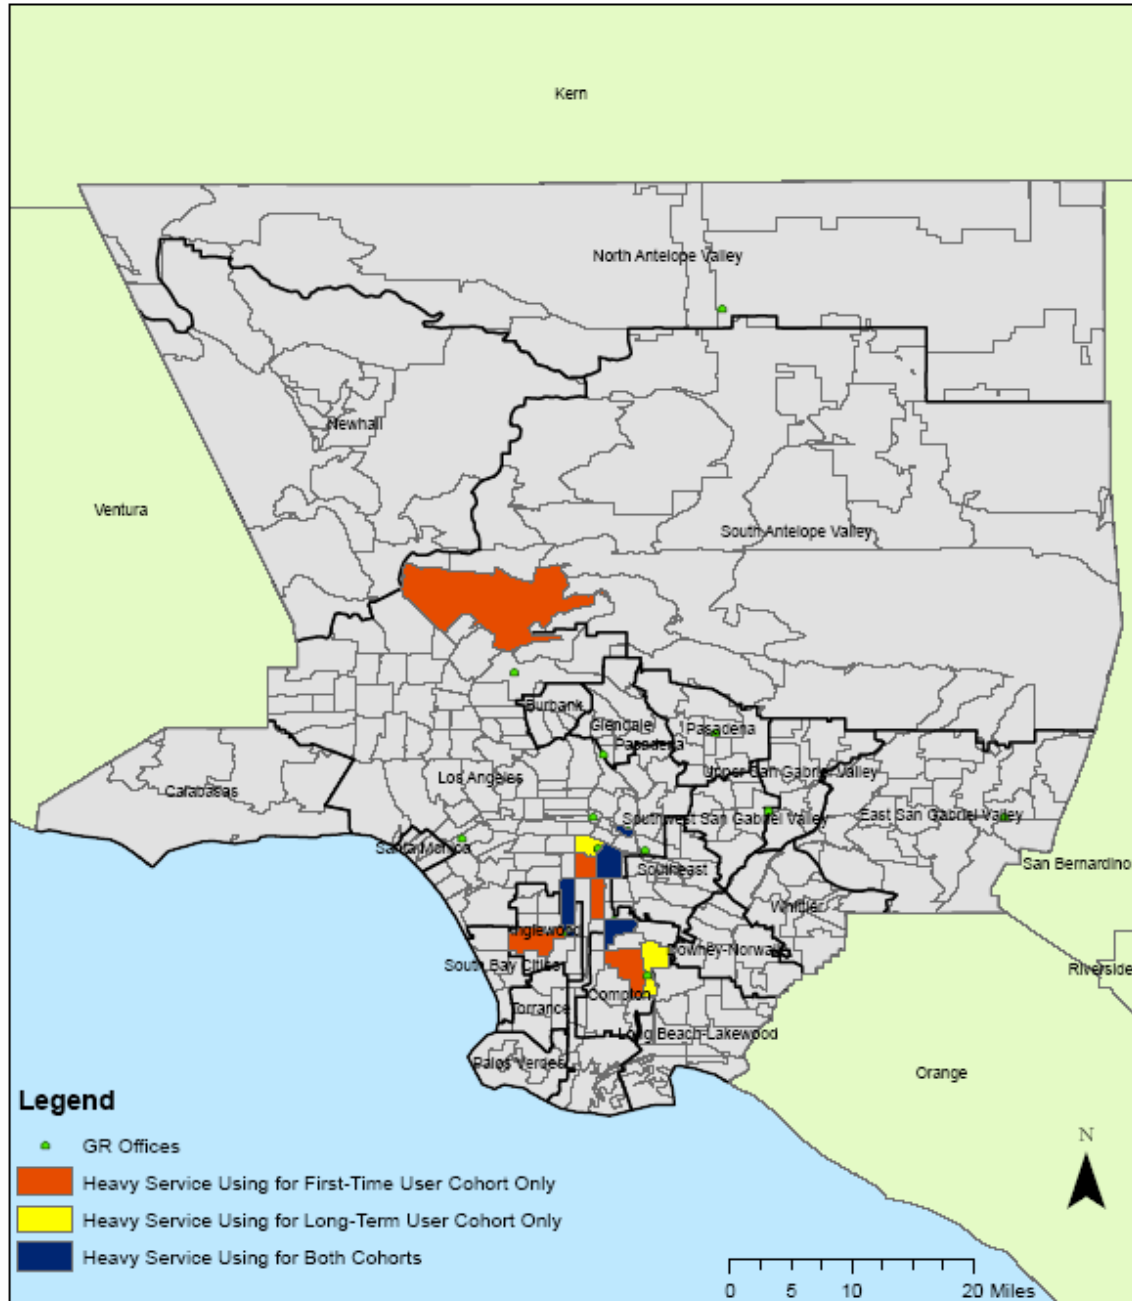 Kern
North Antelope Valley
Newhall
Ventura
South Antelope Valley
Burbank
Glendale
Pasadena
Pasadena
Upper San Gabriel Valley
Los Angeles
Calabasas
Southwest San Gabriel Valley
East San Gabriel Valley
Santa Monica
San Bernardino
Southeast
Whittier
Inglewood
Downey-Norwalk
South Bay Cities
Riverside
Compton
Torrance
Long Beach-Lakewood
Palos Verdes
Orange
Legend
GR Offices
Heavy Service Using for First-Time User Cohort Only
Heavy Service Using for Long-Term User Cohort Only
Heavy Service Using for Both Cohorts
N
0 5 10 20 Miles